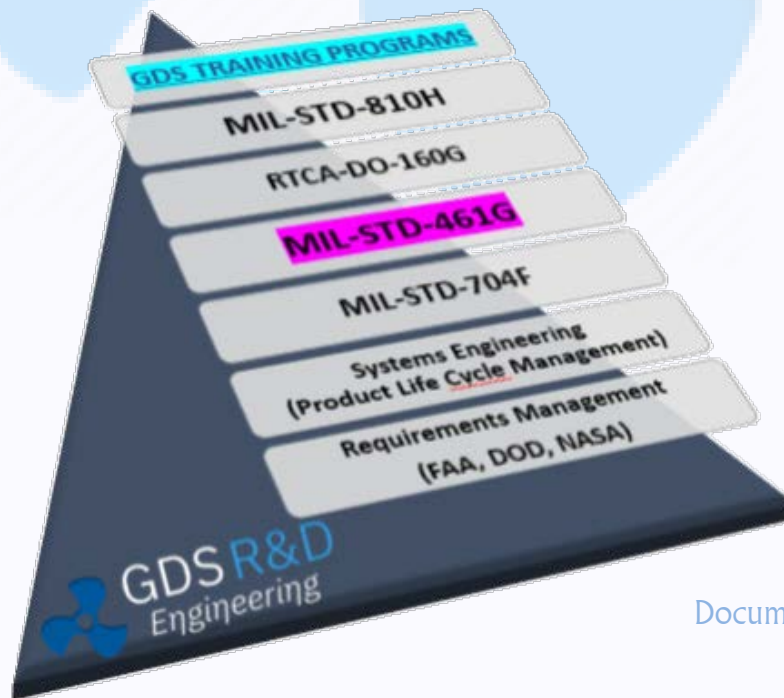 GDS TRAINING PROGRAMS
MIL-STD-810H
RTCA-DO-160G
MIL-STD-461G
MIL-STD-704F
Systems Engineering
(Product Life Cycle Management)
Requirements Management
(FAA, DOD, NASA)
GDS R&D
Engineering
Docum